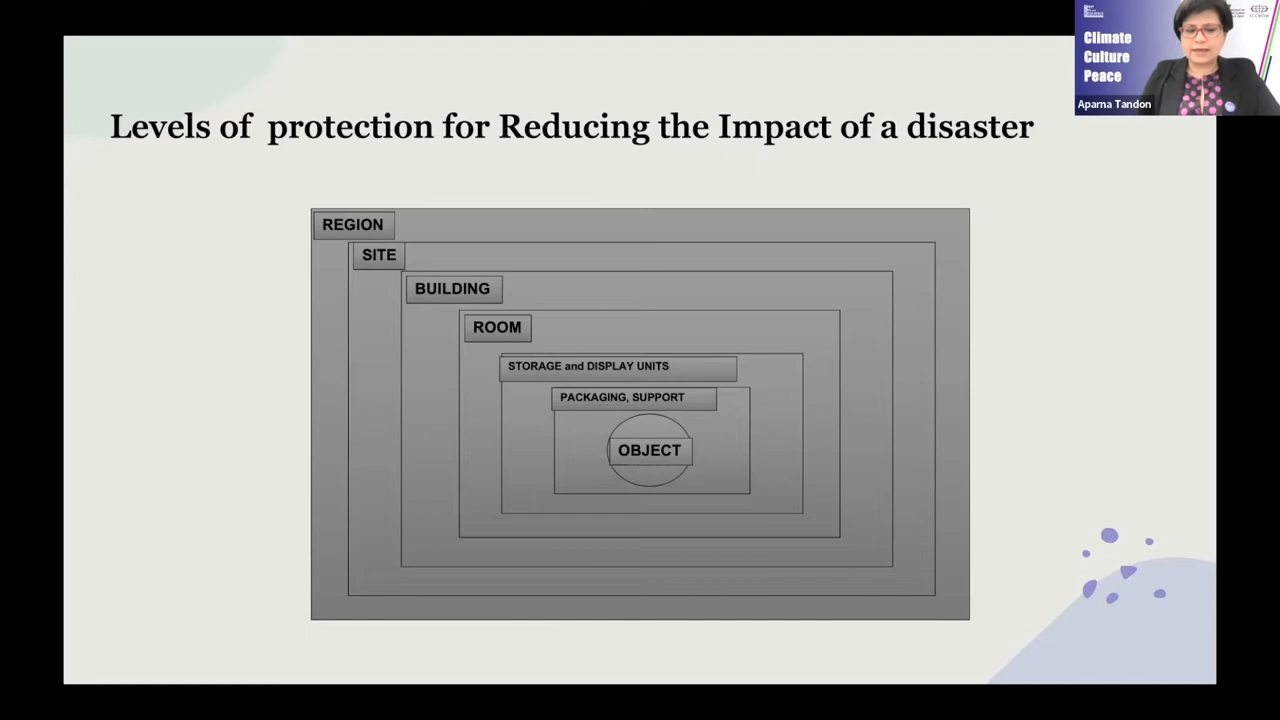 Levels of protection for Reducing the Impact of a disaster
REGION
SITE
BUILDING
ROOM
STORAGE and DISPLAY UNITS
PACKAGING, SUPPORT
OBJECT
Climate
Culture
Peace
ICCROM
Aparna Tandon